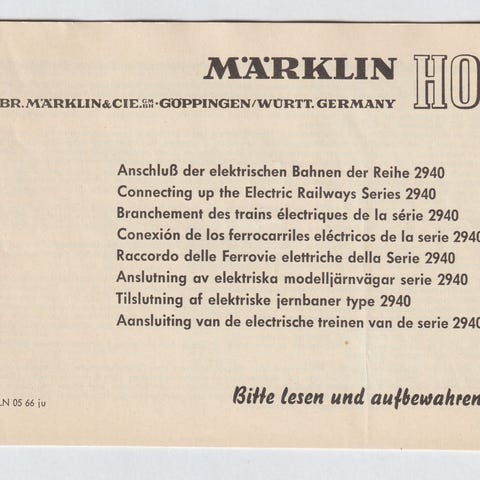 MÄRKLIN HO
BR. MÄRKLIN & CIE. GMBH · GÖPPINGEN/WÜRTT. GERMANY
Anschluß der elektrischen Bahnen der Reihe 2940
Connecting up the Electric Railways Series 2940
Branchement des trains électriques de la série 2940
Conexión de los ferrocarriles eléctricos de la serie 2940
Raccordo delle Ferrovie elettriche della Serie 2940
Anslutning av elektriska modelljärnvägar serie 2940
Tilslutning af elektriske jernbaner type 2940
Aansluiting van de electrische treinen van de serie 2940
Bitte lesen und aufbewahren
LN 05 66 ju